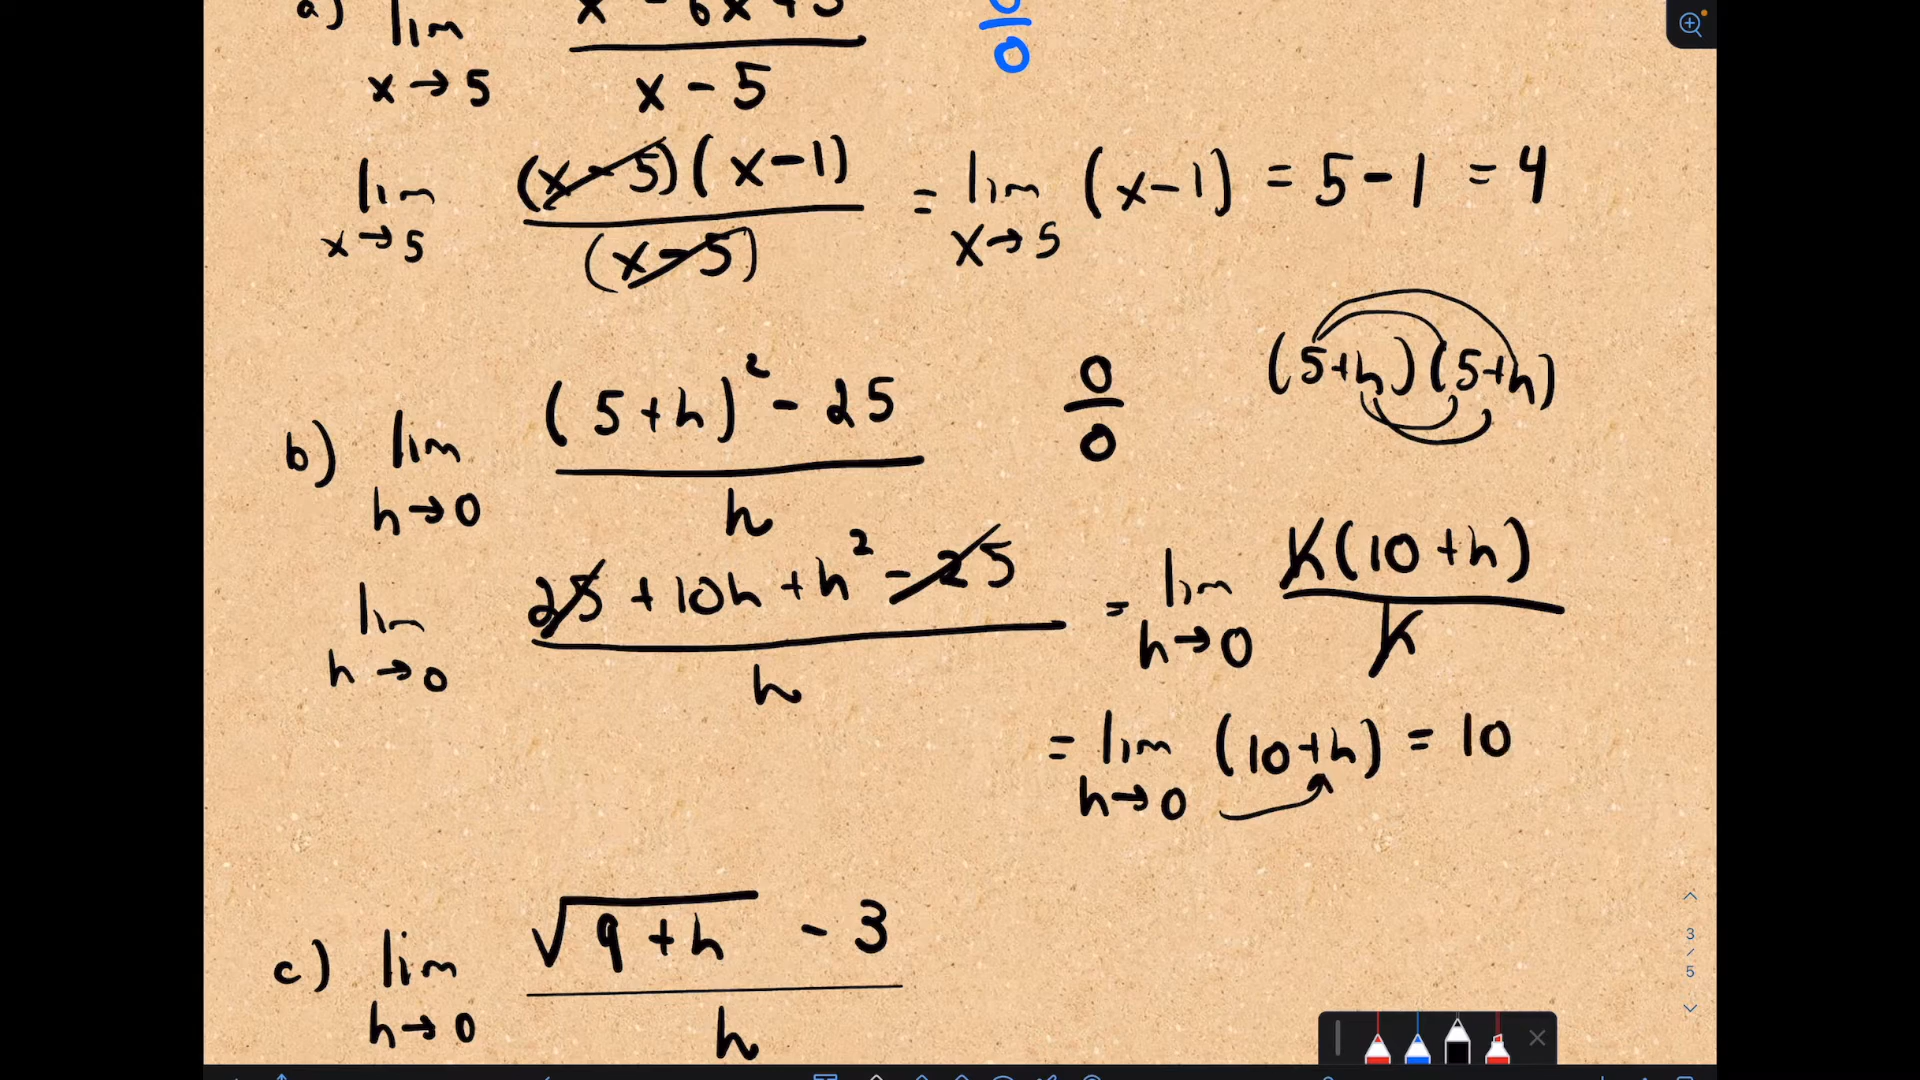 a) lim x² - 6x + 5
x → 5 x - 5
0/0
lim (x-5)(x-1) = lim (x-1) = 5-1 = 4
x → 5 (x-5) x → 5
(5+h)(5+h)
b) lim (5+h)² - 25 0/0
h → 0 h
lim 25 + 10h + h² - 25 = lim h(10+h)
h → 0 h h → 0 h
= lim (10+h) = 10
h → 0
c) lim √9+h - 3
h → 0 h
3
/
5